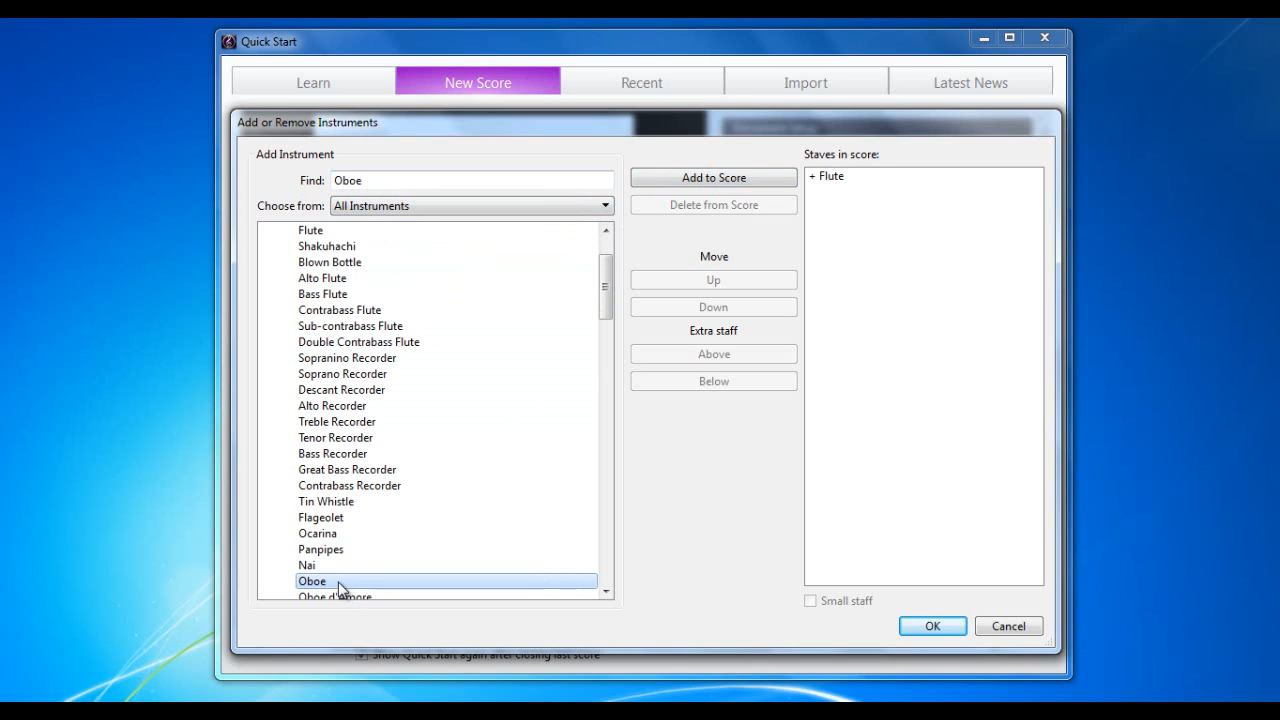 Quick Start
Learn
New Score
Recent
Import
Latest News
Add or Remove Instruments
Add Instrument
Find: Oboe
Choose from: All Instruments
Flute
Shakuhachi
Blown Bottle
Alto Flute
Bass Flute
Contrabass Flute
Sub-contrabass Flute
Double Contrabass Flute
Sopranino Recorder
Soprano Recorder
Descant Recorder
Alto Recorder
Treble Recorder
Tenor Recorder
Bass Recorder
Great Bass Recorder
Contrabass Recorder
Tin Whistle
Flageolet
Ocarina
Panpipes
Nai
Oboe
Oboe d'Amore
Add to Score
Delete from Score
Move
Up
Down
Extra staff
Above
Below
Staves in score:
+ Flute
Small staff
OK
Cancel
Show Quick Start again after closing last score